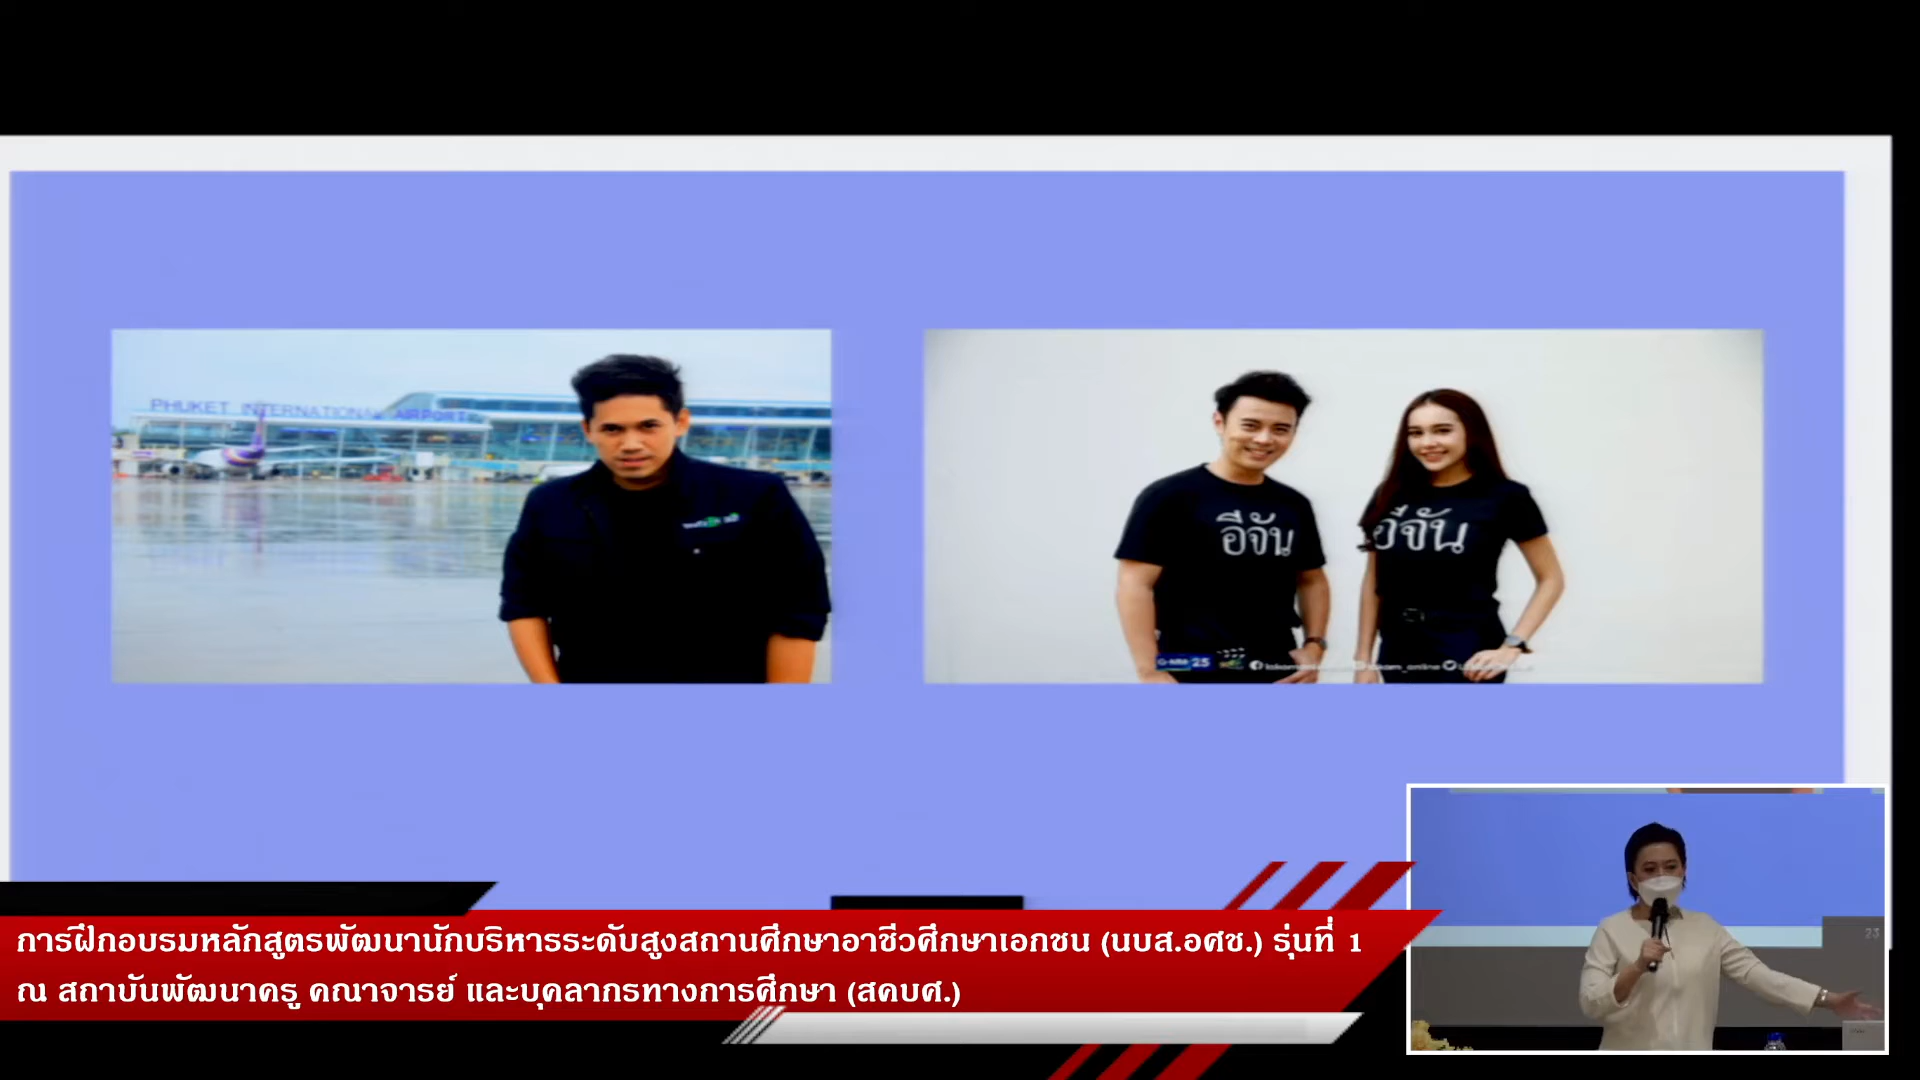 PHUKET INTERNATIONAL AIRPORT
อีจัน
อีจัน
25
การฝึกอบรมหลักสูตรพัฒนานักบริหารระดับสูงสถานศึกษาอาชีวศึกษาเอกชน (นบส.อศช.) รุ่นที่ 1
ณ สถาบันพัฒนาครู คณาจารย์ และบุคลากรทางการศึกษา (สคบศ.)
23